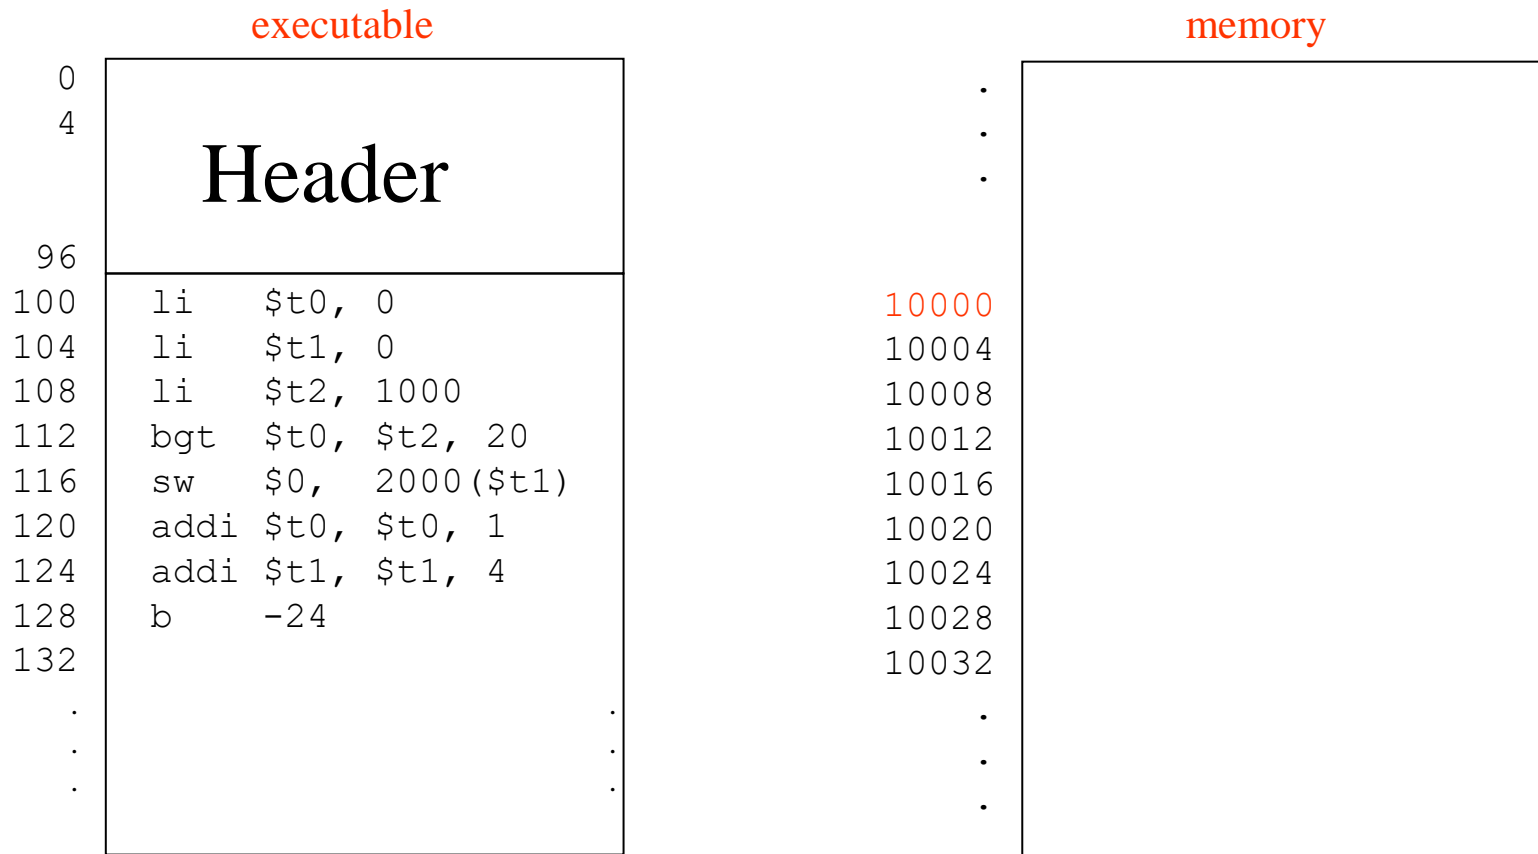 executable
memory
0
4
Header
96
100 li $t0, 0
104 li $t1, 0
108 li $t2, 1000
112 bgt $t0, $t2, 20
116 sw $0, 2000($t1)
120 addi $t0, $t0, 1
124 addi $t1, $t1, 4
128 b -24
132
. .
. .
. .
.
.
.
10000
10004
10008
10012
10016
10020
10024
10028
10032
.
.
.